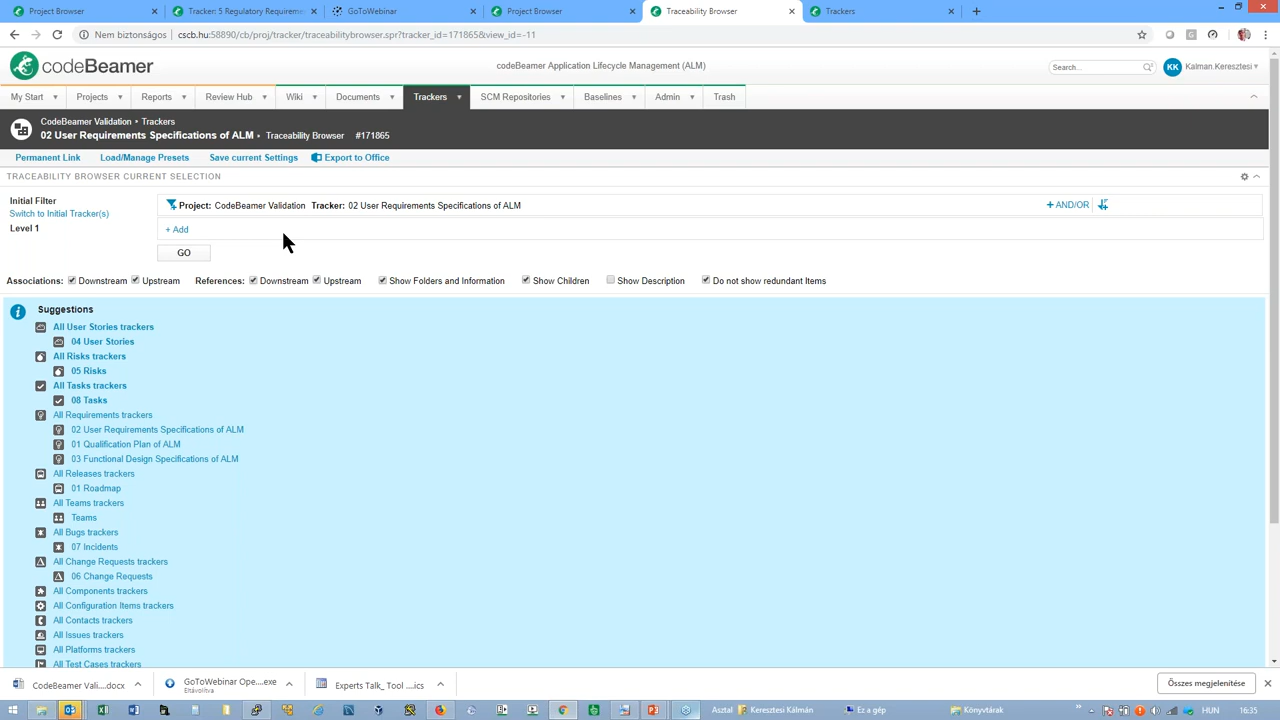 Project Browser
Tracker: 5 Regulatory Requireme
GoToWebinar
Project Browser
Traceability Browser
Trackers
Nem biztonságos
cscb.hu:58890/cb/proj/tracker/traceabilitybrowser.spr?tracker_id=171865&view_id=-11
codeBeamer
codeBeamer Application Lifecycle Management (ALM)
Search...
KK
Kalman.Keresztesi
My Start
Projects
Reports
Review Hub
Wiki
Documents
Trackers
SCM Repositories
Baselines
Admin
Trash
CodeBeamer Validation • Trackers
02 User Requirements Specifications of ALM • Traceability Browser #171865
Permanent Link
Load/Manage Presets
Save current Settings
Export to Office
TRACEABILITY BROWSER CURRENT SELECTION
Initial Filter
Switch to Initial Tracker(s)
Project: CodeBeamer Validation Tracker: 02 User Requirements Specifications of ALM
+ AND/OR
Level 1
+ Add
GO
Associations: Downstream Upstream References: Downstream Upstream Show Folders and Information Show Children Show Description Do not show redundant Items
Suggestions
All User Stories trackers
04 User Stories
All Risks trackers
05 Risks
All Tasks trackers
08 Tasks
All Requirements trackers
02 User Requirements Specifications of ALM
01 Qualification Plan of ALM
03 Functional Design Specifications of ALM
All Releases trackers
01 Roadmap
All Teams trackers
Teams
All Bugs trackers
07 Incidents
All Change Requests trackers
06 Change Requests
All Components trackers
All Configuration Items trackers
All Contacts trackers
All Issues trackers
All Platforms trackers
All Test Cases trackers
CodeBeamer Vali....docx
GoToWebinar Ope....exe
Eltávolítva
Experts Talk_ Tool ....ics
Összes megjelenítése
Asztal
Keresztesi Kálmán
Ez a gép
Könyvtárak
HUN
16:35